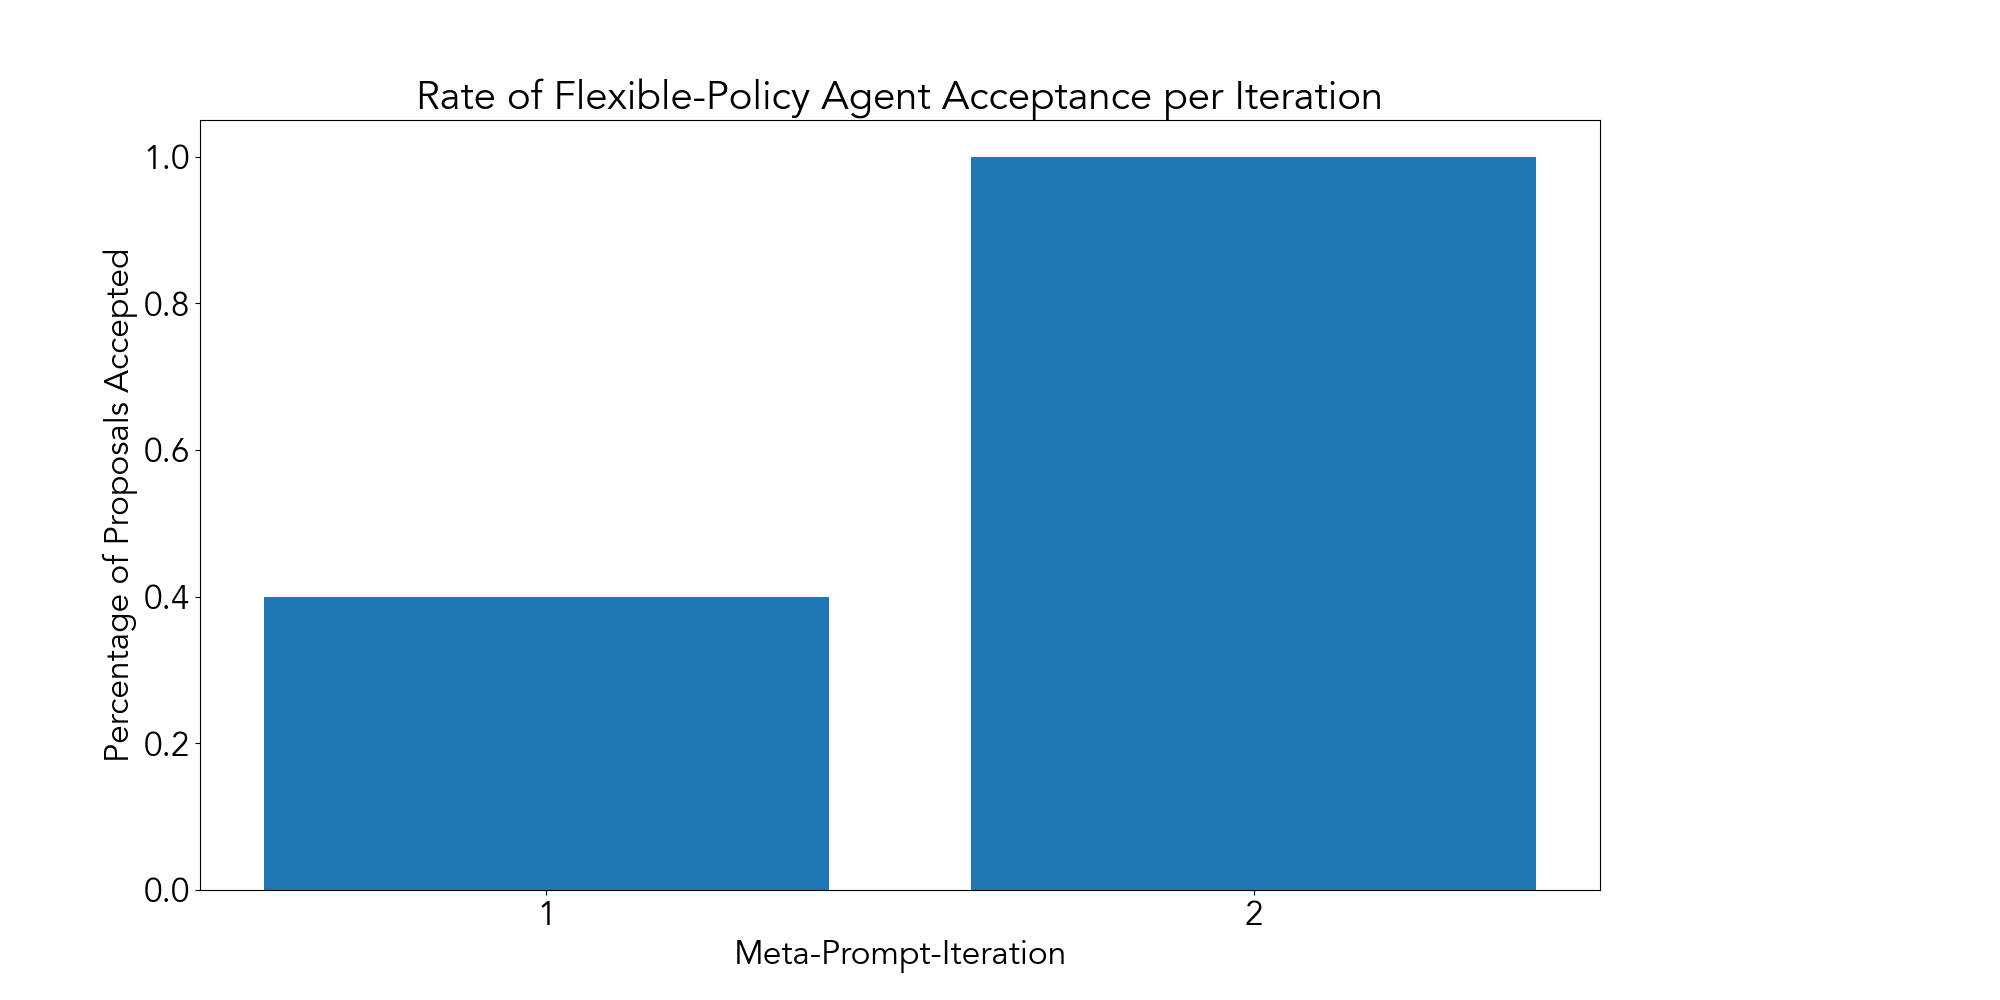 Rate of Flexible-Policy Agent Acceptance per Iteration
Percentage of Proposals Accepted
1.0
0.8
0.6
0.4
0.2
0.0
1
2
Meta-Prompt-Iteration